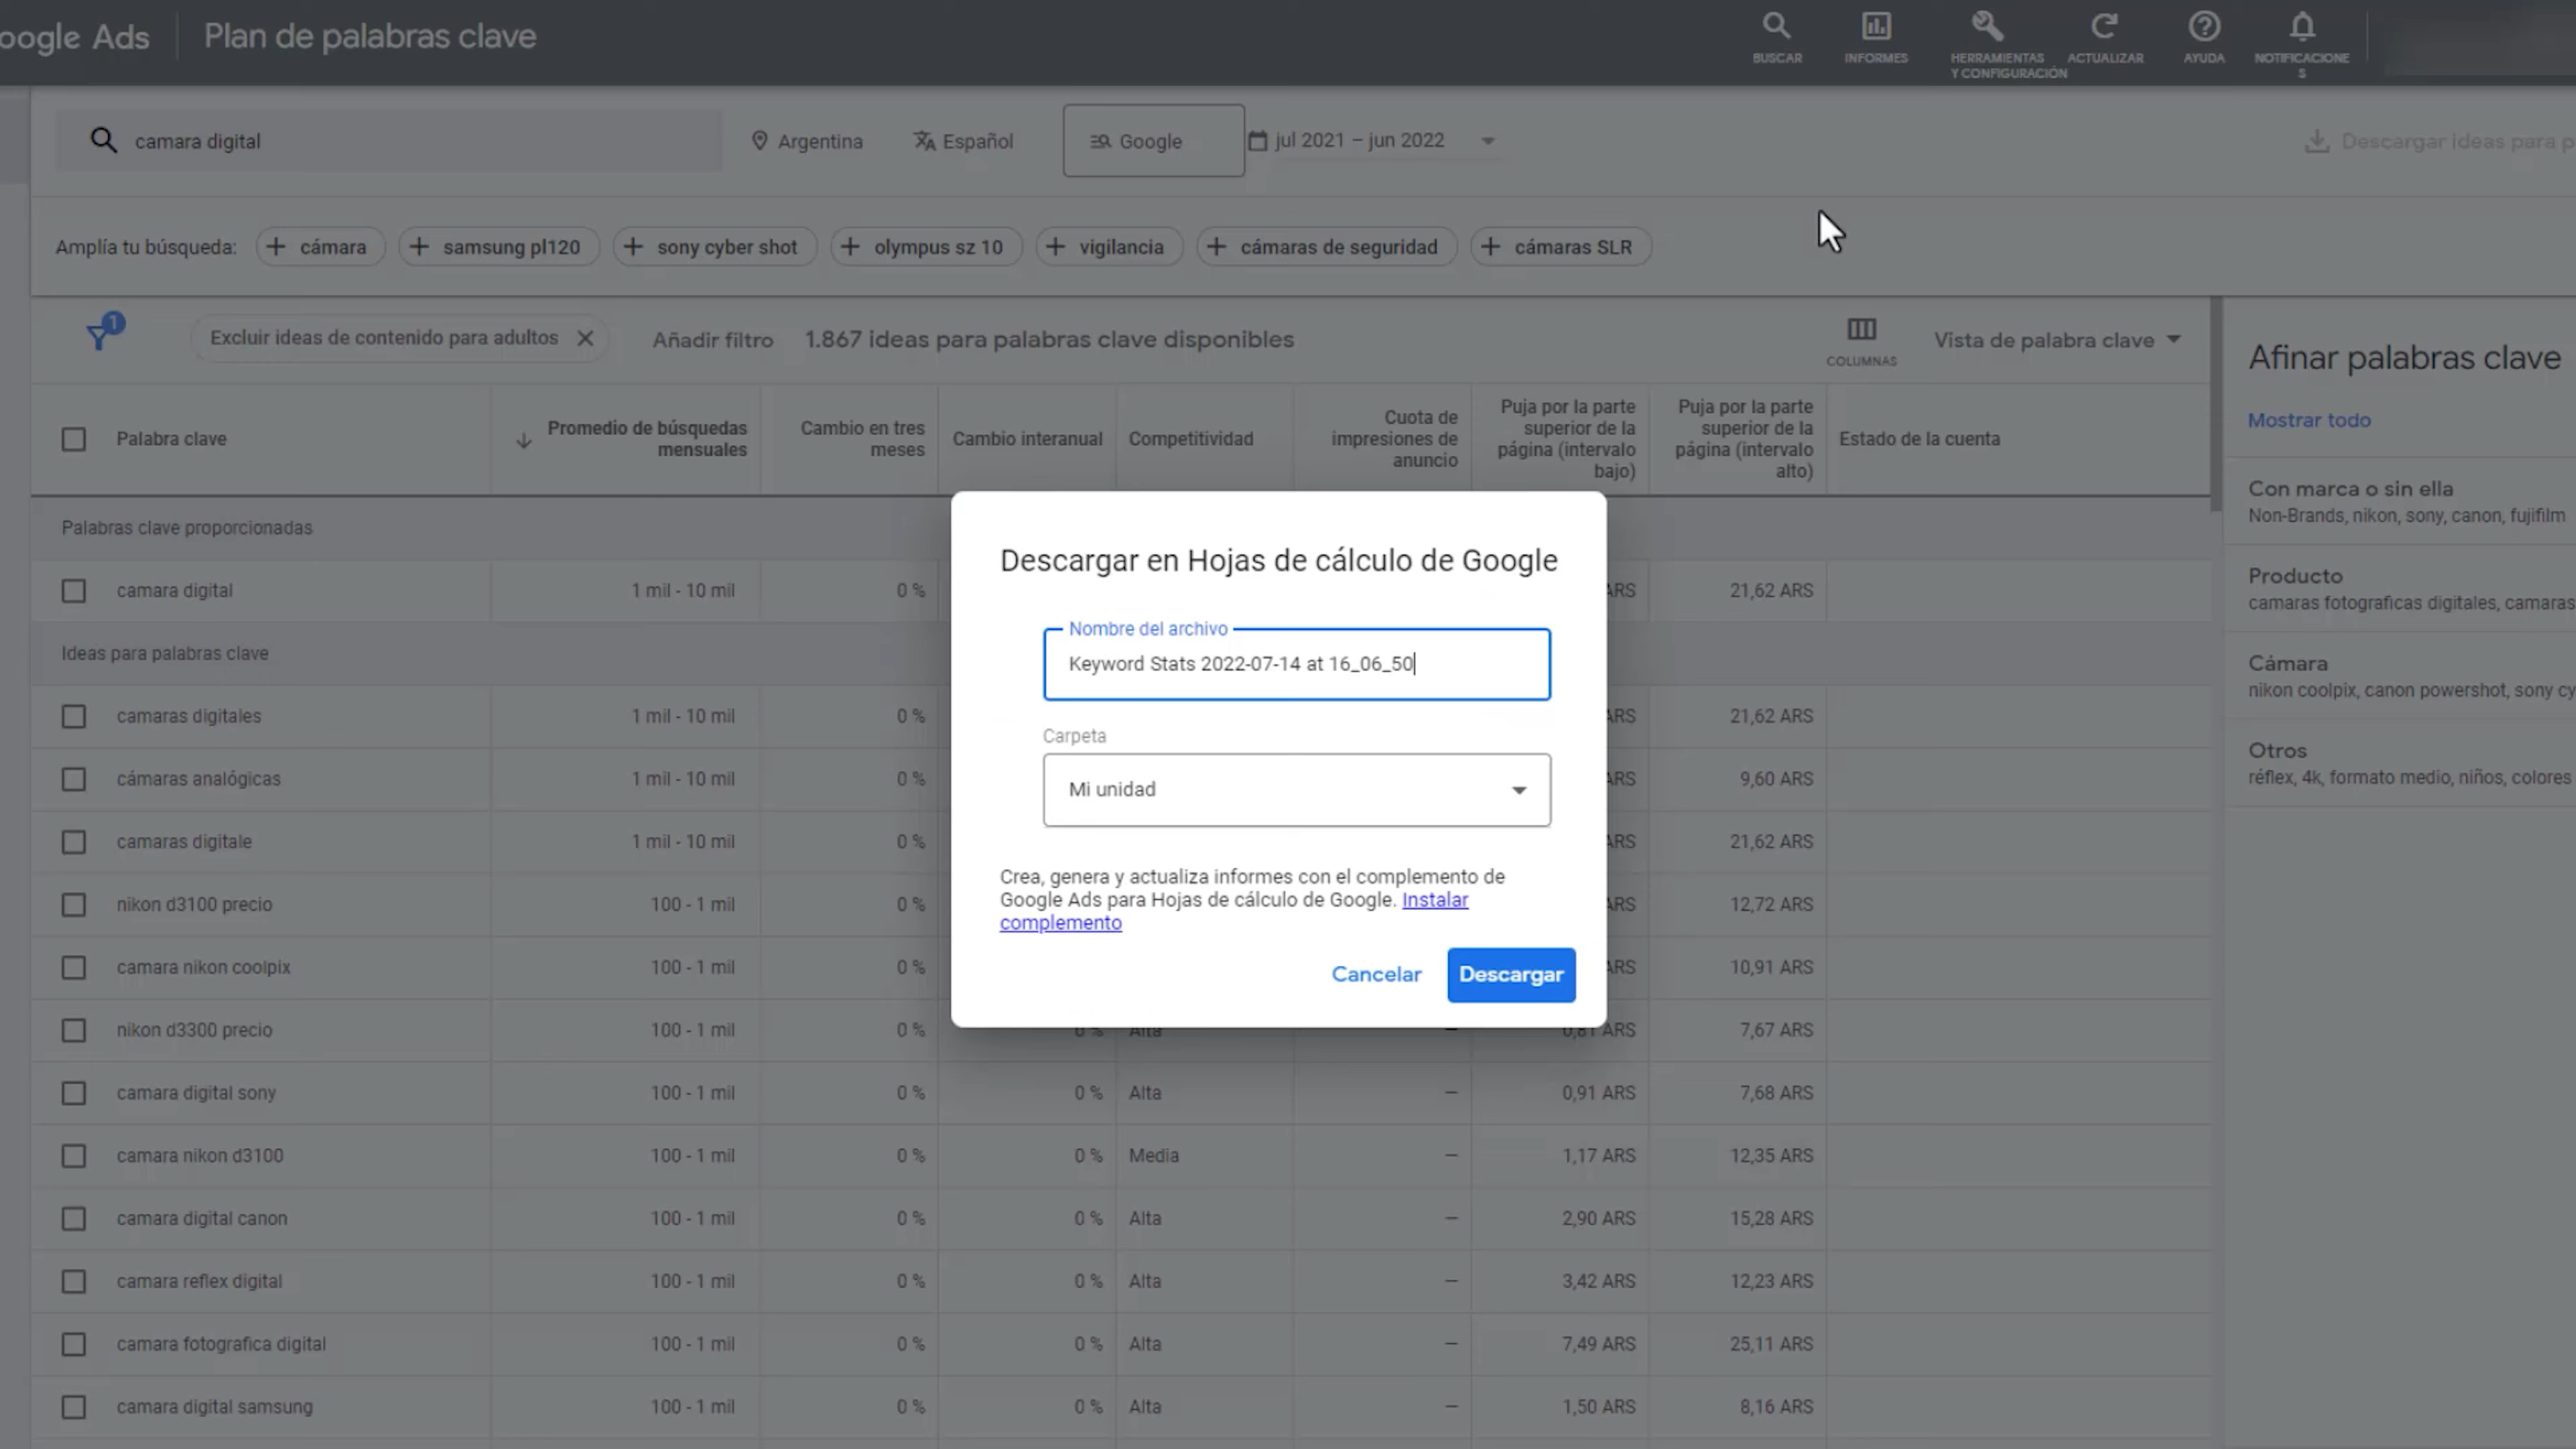 oogle Ads
Plan de palabras clave
BUSCAR
INFORMES
HERRAMIENTAS
Y CONFIGURACIÓN
ACTUALIZAR
AYUDA
NOTIFICACIONE
S
camara digital
Argentina
Español
Google
jul 2021 – jun 2022
Descargar ideas para p
Amplía tu búsqueda:
+ cámara
+ samsung pl120
+ sony cyber shot
+ olympus sz 10
+ vigilancia
+ cámaras de seguridad
+ cámaras SLR
1
Excluir ideas de contenido para adultos
Añadir filtro
1.867 ideas para palabras clave disponibles
COLUMNAS
Vista de palabra clave
Palabra clave
Promedio de búsquedas
mensuales
Cambio en tres
meses
Cambio interanual
Competitividad
Cuota de
impresiones de
anuncio
Puja por la parte
superior de la
página (intervalo
bajo)
Puja por la parte
superior de la
página (intervalo
alto)
Estado de la cuenta
Palabras clave proporcionadas
camara digital 1 mil - 10 mil 0 % ARS 21,62 ARS
Ideas para palabras clave
camaras digitales 1 mil - 10 mil 0 % ARS 21,62 ARS
cámaras analógicas 1 mil - 10 mil 0 % ARS 9,60 ARS
camaras digitale 1 mil - 10 mil 0 % ARS 21,62 ARS
nikon d3100 precio 100 - 1 mil 0 % ARS 12,72 ARS
camara nikon coolpix 100 - 1 mil 0 % ARS 10,91 ARS
nikon d3300 precio 100 - 1 mil 0 % 0 % Alta – 0,81 ARS 7,67 ARS
camara digital sony 100 - 1 mil 0 % 0 % Alta – 0,91 ARS 7,68 ARS
camara nikon d3100 100 - 1 mil 0 % 0 % Media – 1,17 ARS 12,35 ARS
camara digital canon 100 - 1 mil 0 % 0 % Alta – 2,90 ARS 15,28 ARS
camara reflex digital 100 - 1 mil 0 % 0 % Alta – 3,42 ARS 12,23 ARS
camara fotografica digital 100 - 1 mil 0 % 0 % Alta – 7,49 ARS 25,11 ARS
camara digital samsung 100 - 1 mil 0 % 0 % Alta – 1,50 ARS 8,16 ARS
Descargar en Hojas de cálculo de Google
Nombre del archivo
Keyword Stats 2022-07-14 at 16_06_50
Carpeta
Mi unidad
Crea, genera y actualiza informes con el complemento de
Google Ads para Hojas de cálculo de Google. Instalar
complemento
Cancelar
Descargar
Afinar palabras clave
Mostrar todo
Con marca o sin ella
Non-Brands, nikon, sony, canon, fujifilm
Producto
camaras fotograficas digitales, camaras
Cámara
nikon coolpix, canon powershot, sony cy
Otros
réflex, 4k, formato medio, niños, colores